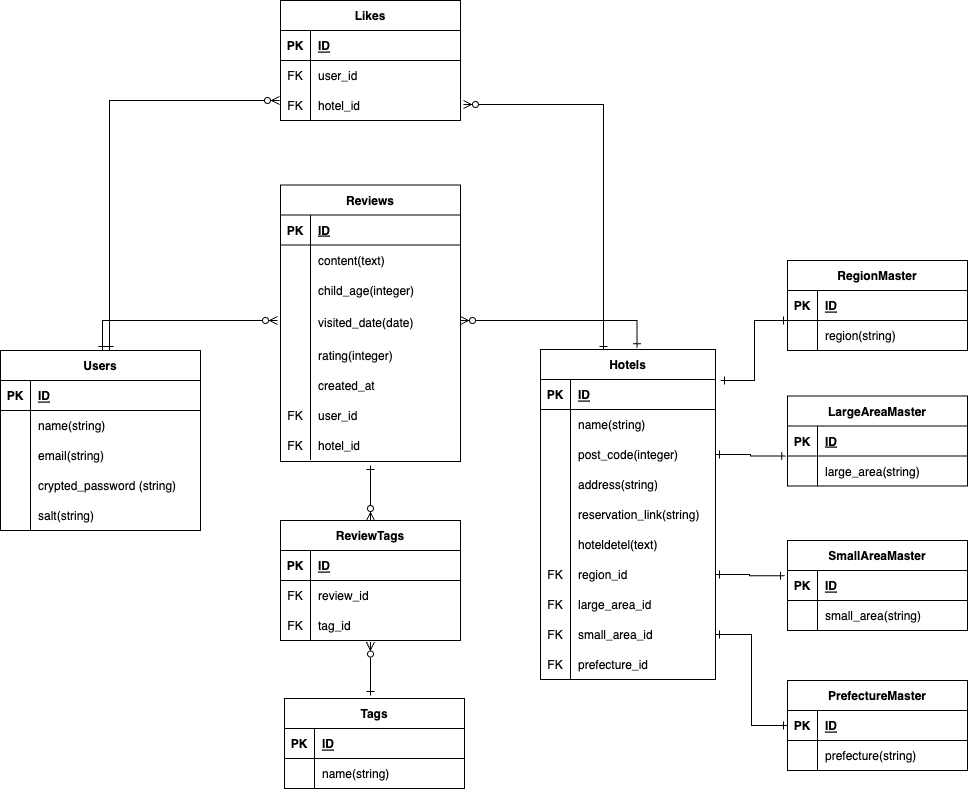 Likes
PK ID
FK user_id
FK hotel_id
Reviews
PK ID
content(text)
child_age(integer)
visited_date(date)
rating(integer)
created_at
FK user_id
FK hotel_id
Users
PK ID
name(string)
email(string)
crypted_password (string)
salt(string)
ReviewTags
PK ID
FK review_id
FK tag_id
Tags
PK ID
name(string)
Hotels
PK ID
name(string)
post_code(integer)
address(string)
reservation_link(string)
hoteldetel(text)
FK region_id
FK large_area_id
FK small_area_id
FK prefecture_id
RegionMaster
PK ID
region(string)
LargeAreaMaster
PK ID
large_area(string)
SmallAreaMaster
PK ID
small_area(string)
PrefectureMaster
PK ID
prefecture(string)